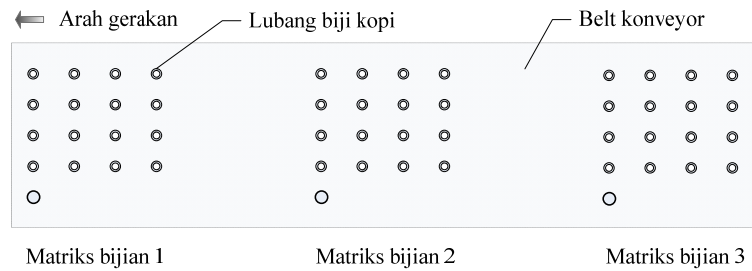 Arah gerakan
Lubang biji kopi
Belt konveyor
Matriks bijian 1
Matriks bijian 2
Matriks bijian 3